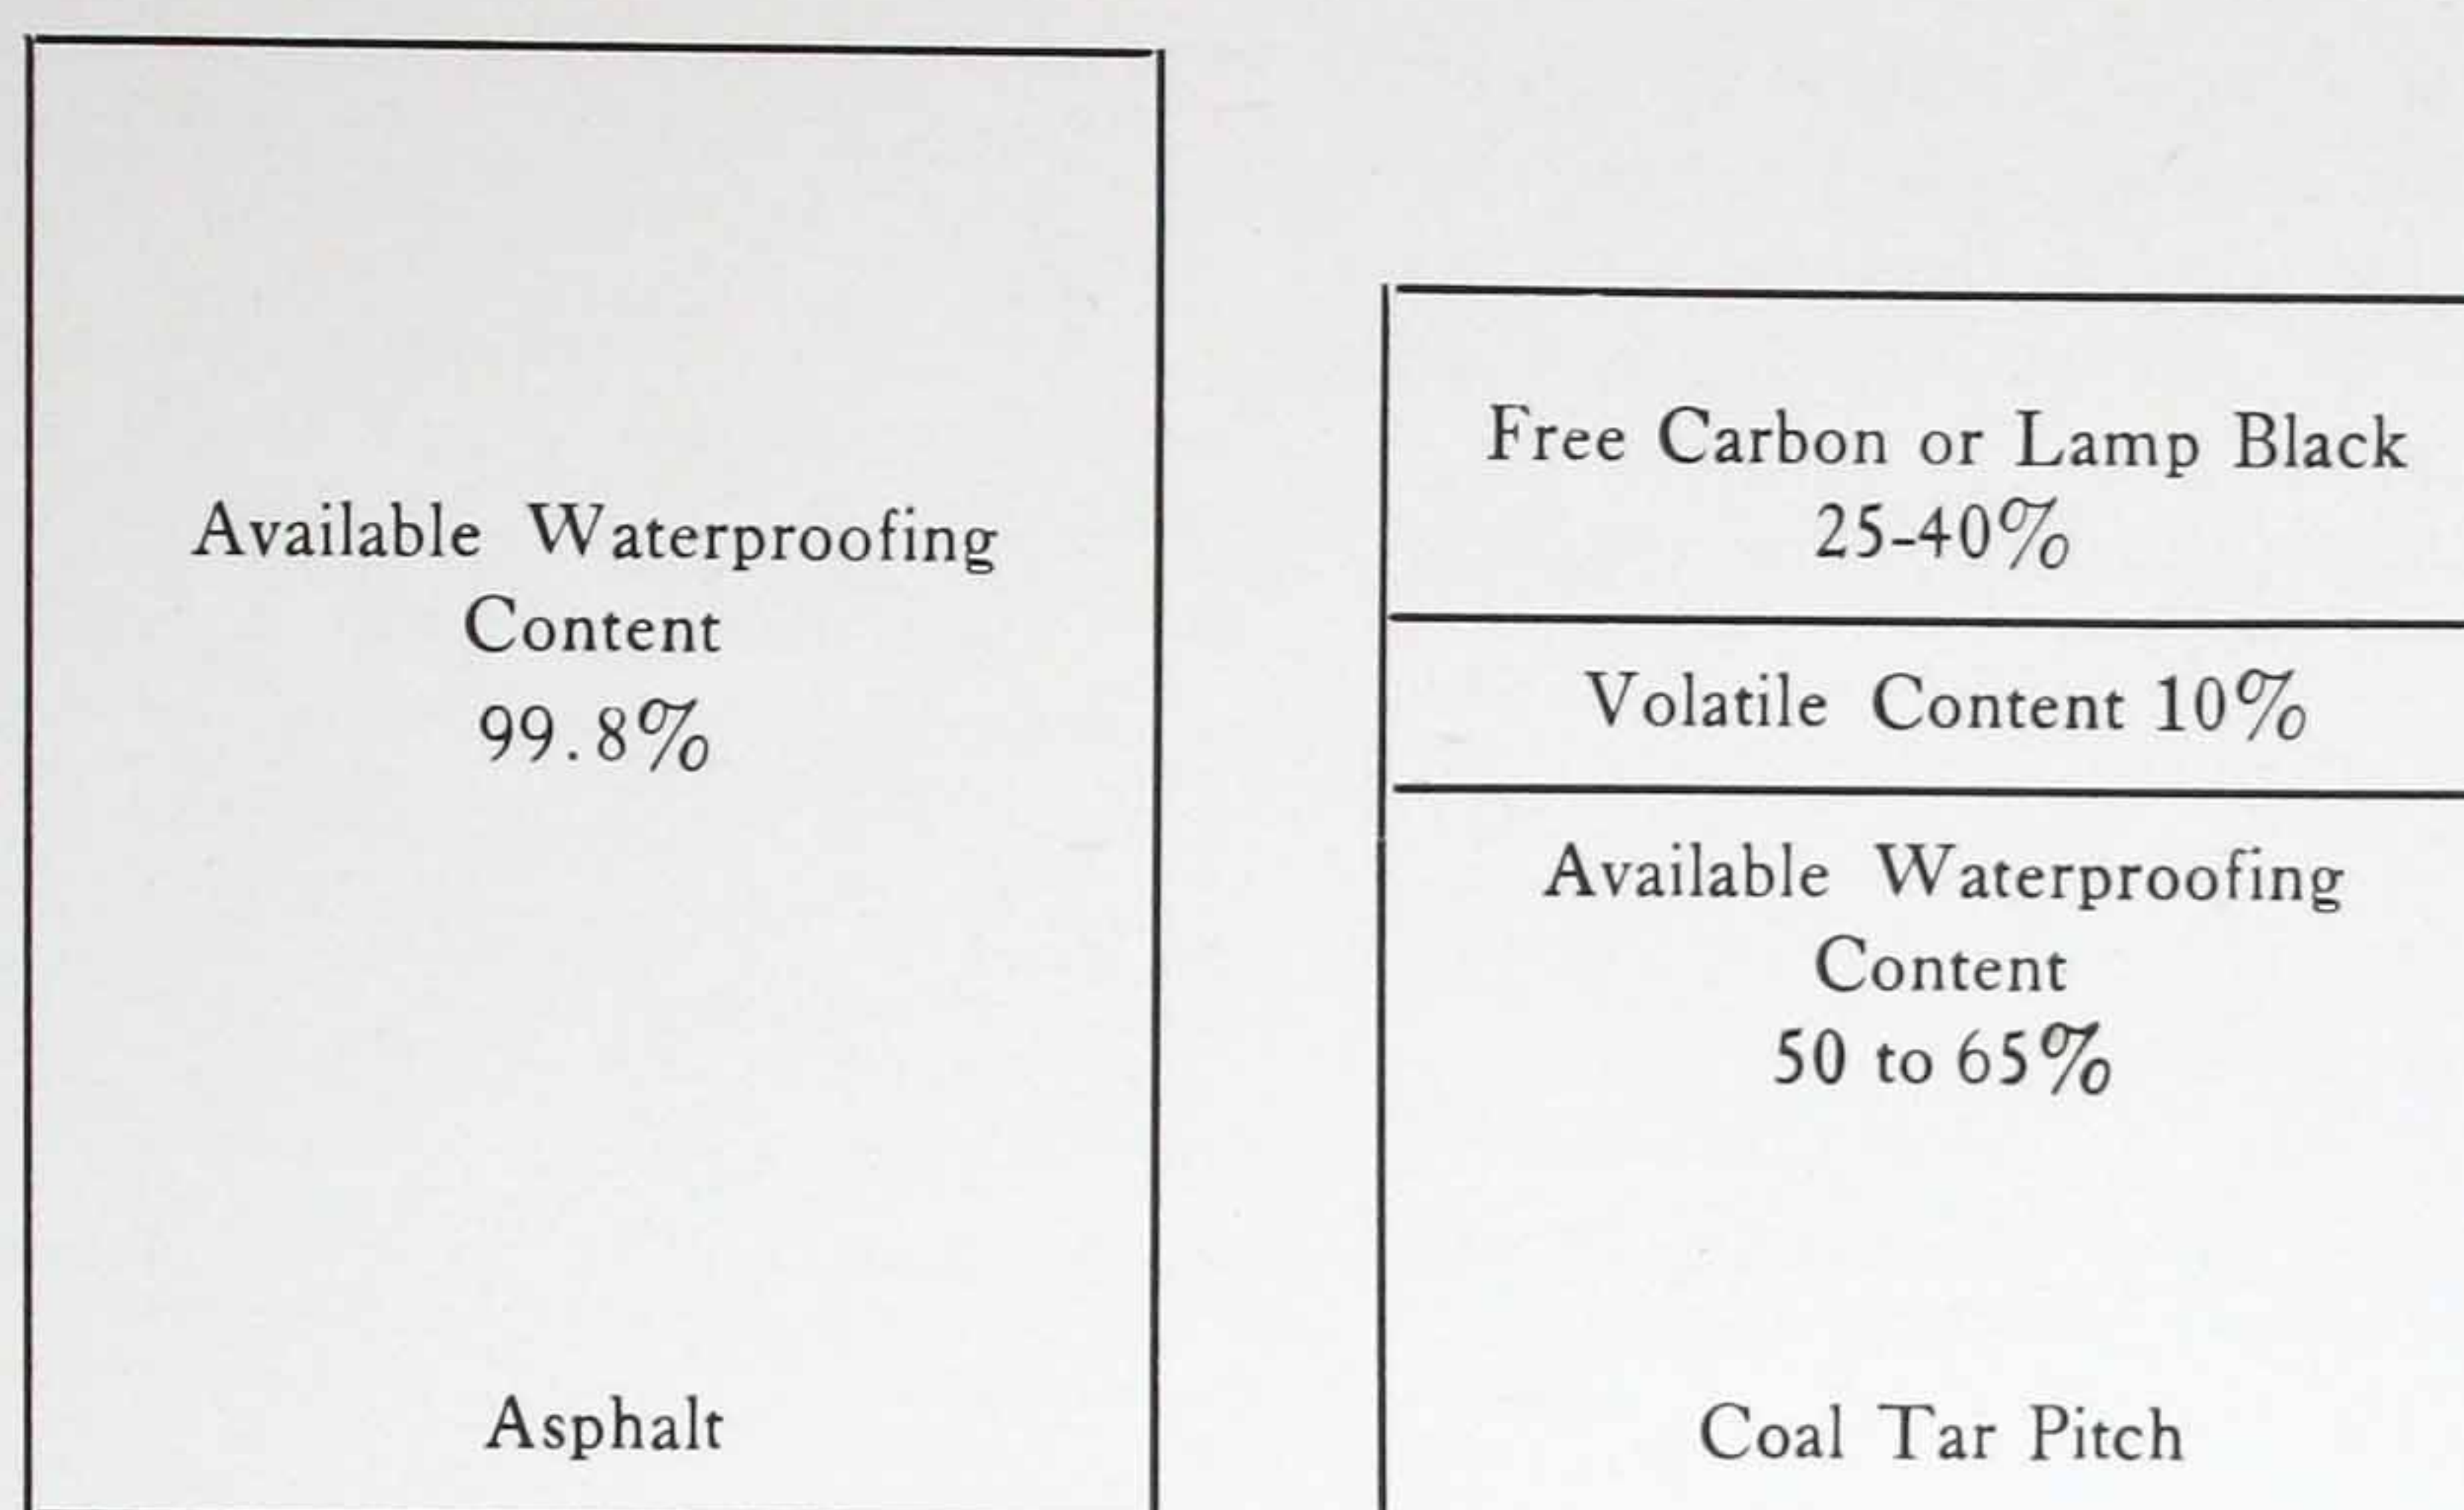 Available Waterproofing
Content
99.8%
Asphalt
Free Carbon or Lamp Black
25-40%
Volatile Content 10%
Available Waterproofing
Content
50 to 65%
Coal Tar Pitch